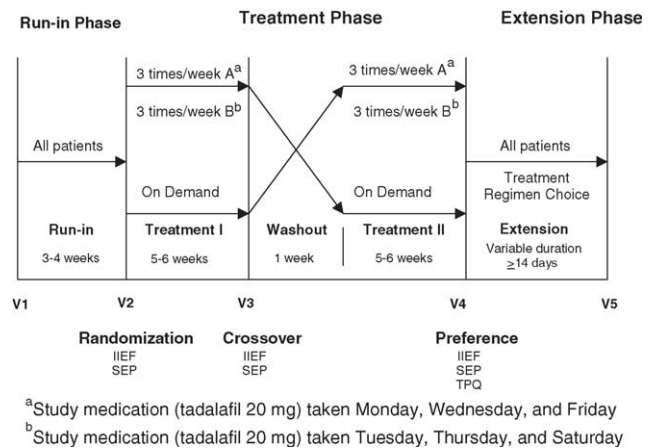 Run-in Phase
Treatment Phase
Extension Phase
3 times/week Aᵃ
3 times/week Bᵇ
3 times/week Aᵃ
3 times/week Bᵇ
All patients
All patients
Treatment
Regimen Choice
On Demand
On Demand
Run-in
Treatment I
Washout
Treatment II
Extension
3-4 weeks
5-6 weeks
1 week
5-6 weeks
Variable duration
≥14 days
V1
V2
V3
V4
V5
Randomization
IIEF
SEP
Crossover
IIEF
SEP
Preference
IIEF
SEP
TPQ
ᵃStudy medication (tadalafil 20 mg) taken Monday, Wednesday, and Friday
ᵇStudy medication (tadalafil 20 mg) taken Tuesday, Thursday, and Saturday